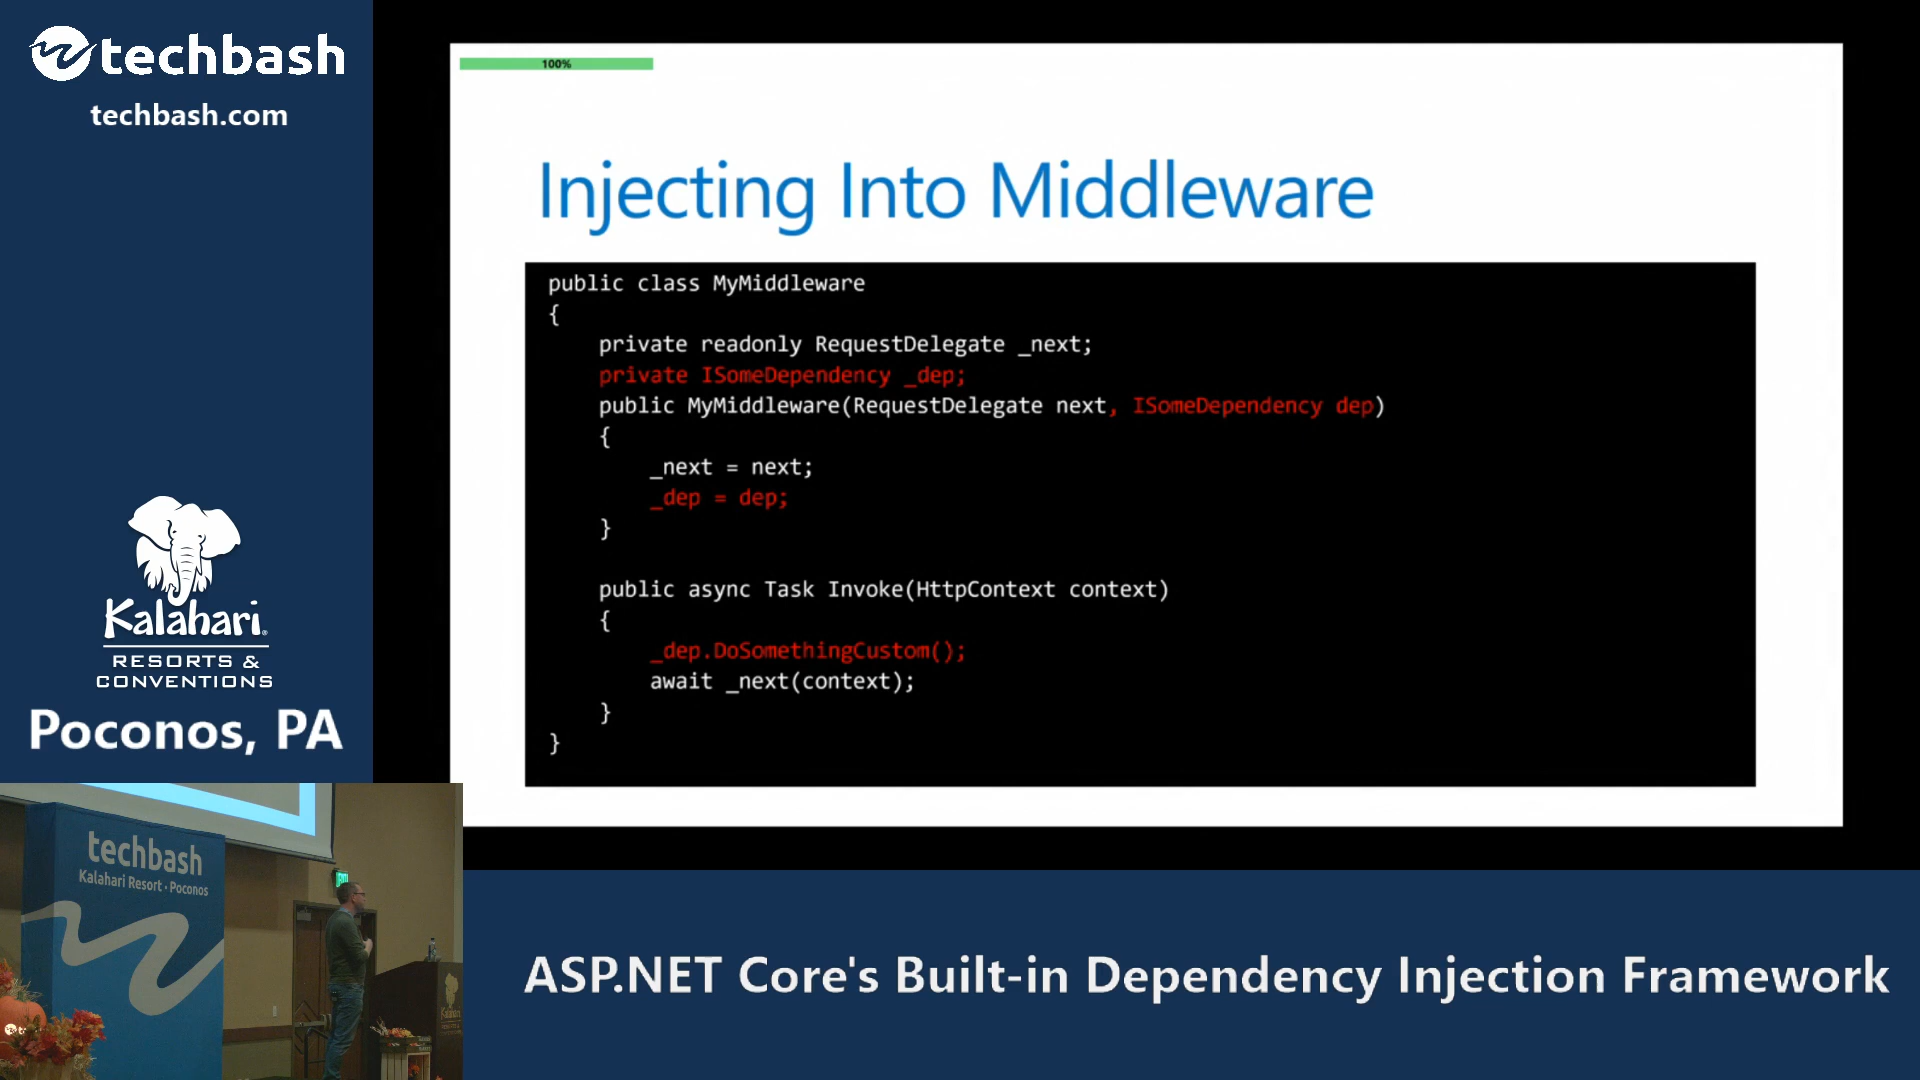 techbash
techbash.com
Kalahari.
RESORTS &
CONVENTIONS
Poconos, PA
100%
Injecting Into Middleware
public class MyMiddleware
{
    private readonly RequestDelegate _next;
    private ISomeDependency _dep;
    public MyMiddleware(RequestDelegate next, ISomeDependency dep)
    {
        _next = next;
        _dep = dep;
    }

    public async Task Invoke(HttpContext context)
    {
        _dep.DoSomethingCustom();
        await _next(context);
    }
}
techbash
Kalahari Resort · Poconos
ASP.NET Core's Built-in Dependency Injection Framework